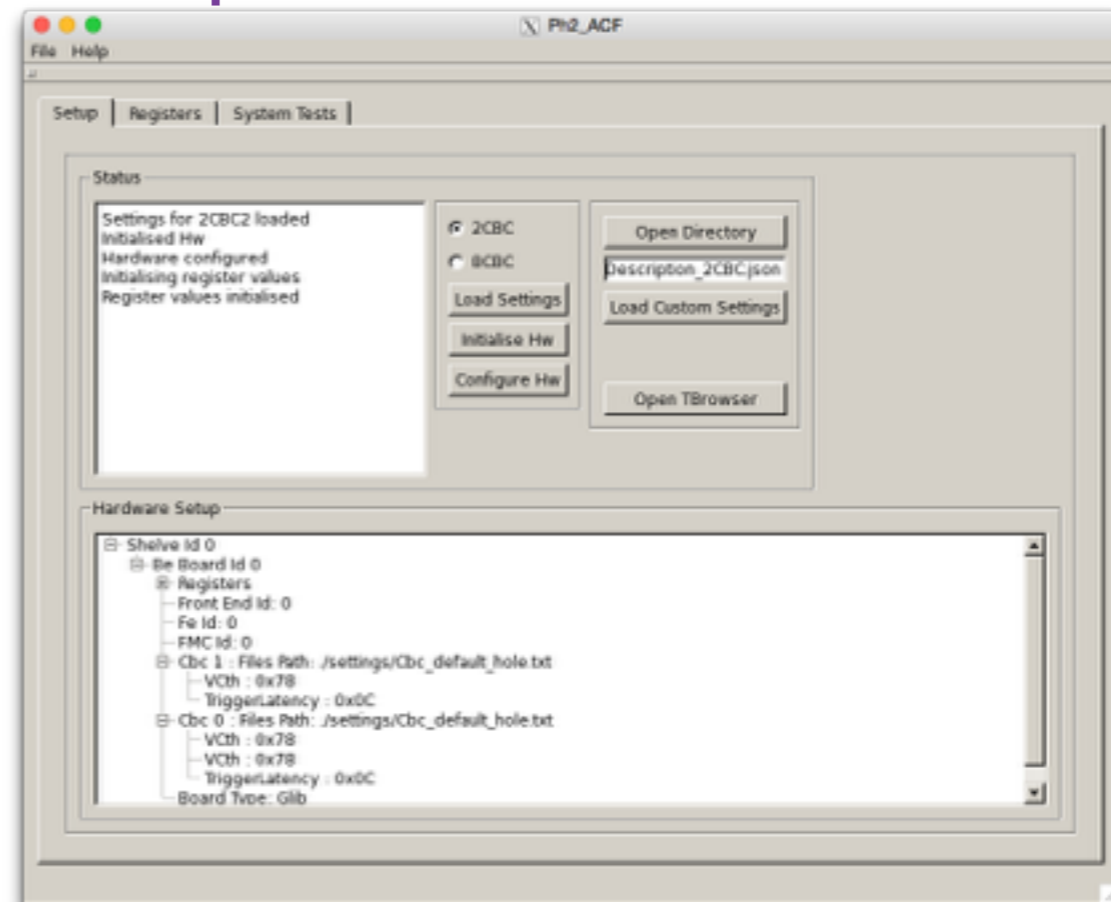 Ph2_ACF
File Help
Setup Registers System Tests
Status
Settings for 2CBC2 loaded
Initialised Hw
Hardware configured
Initialising register values
Register values initialised
2CBC
8CBC
Load Settings
Initialise Hw
Configure Hw
Open Directory
Description_2CBC.json
Load Custom Settings
Open TBrowser
Hardware Setup
Shelve Id 0
Be Board Id 0
Registers
Front End Id: 0
Fe Id: 0
FMC Id: 0
Cbc 1 : Files Path: ./settings/Cbc_default_hole.txt
VCth : 0x78
TriggerLatency : 0x0C
Cbc 0 : Files Path: ./settings/Cbc_default_hole.txt
VCth : 0x78
VCth : 0x78
TriggerLatency : 0x0C
Board Type: Glib